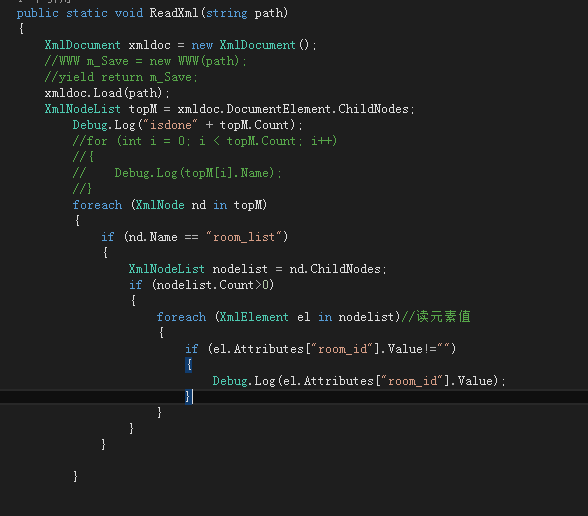 public static void ReadXml(string path)
{
XmlDocument xmldoc = new XmlDocument();
//WWW m_Save = new WWW(path);
//yield return m_Save;
xmldoc.Load(path);
XmlNodeList topM = xmldoc.DocumentElement.ChildNodes;
Debug.Log("isdone" + topM.Count);
//for (int i = 0; i < topM.Count; i++)
//{
//    Debug.Log(topM[i].Name);
//}
foreach (XmlNode nd in topM)
{
if (nd.Name == "room_list")
{
XmlNodeList nodelist = nd.ChildNodes;
if (nodelist.Count>0)
{
foreach (XmlElement el in nodelist)//读元素值
{
if (el.Attributes["room_id"].Value!="")
{
Debug.Log(el.Attributes["room_id"].Value);
}
}
}
}
}